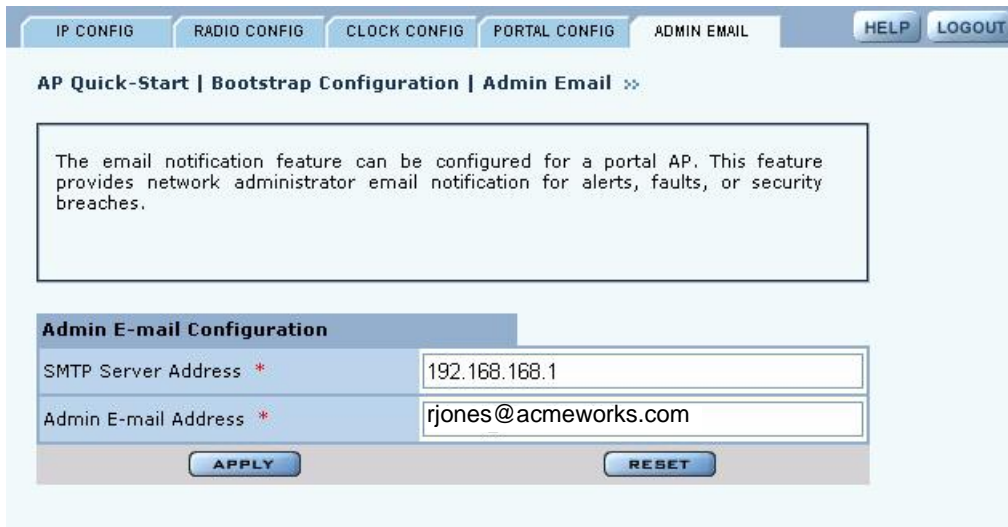 IP CONFIG RADIO CONFIG CLOCK CONFIG PORTAL CONFIG ADMIN EMAIL HELP LOGOUT
AP Quick-Start | Bootstrap Configuration | Admin Email »
The email notification feature can be configured for a portal AP. This feature
provides network administrator email notification for alerts, faults, or security
breaches.
Admin E-mail Configuration
SMTP Server Address * 192.168.168.1
Admin E-mail Address * rjones@acmeworks.com
APPLY RESET